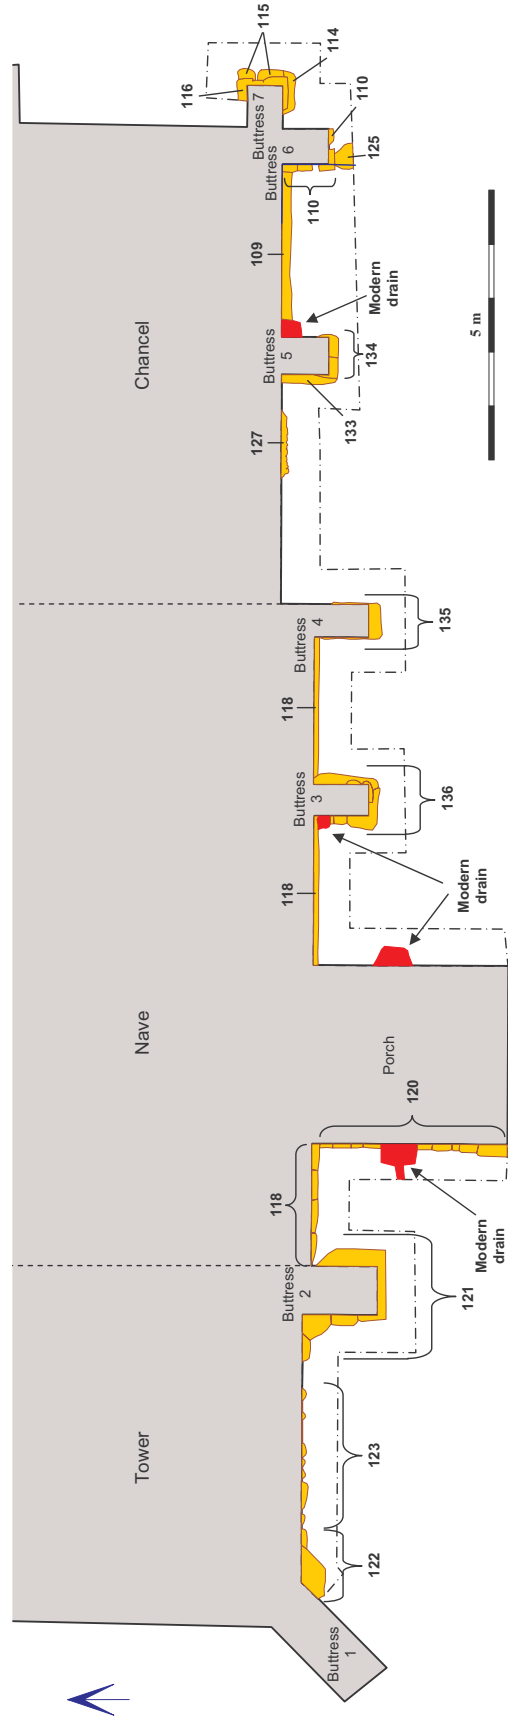 Tower
Nave
Chancel
Porch
Buttress
1
Buttress
2
Buttress
3
Buttress
4
Buttress
5
Buttress
6
Buttress 7
122
123
121
118
120
Modern
drain
118
Modern
drain
136
118
135
127
133
134
Modern
drain
109
110
125
110
114
115
116
5 m